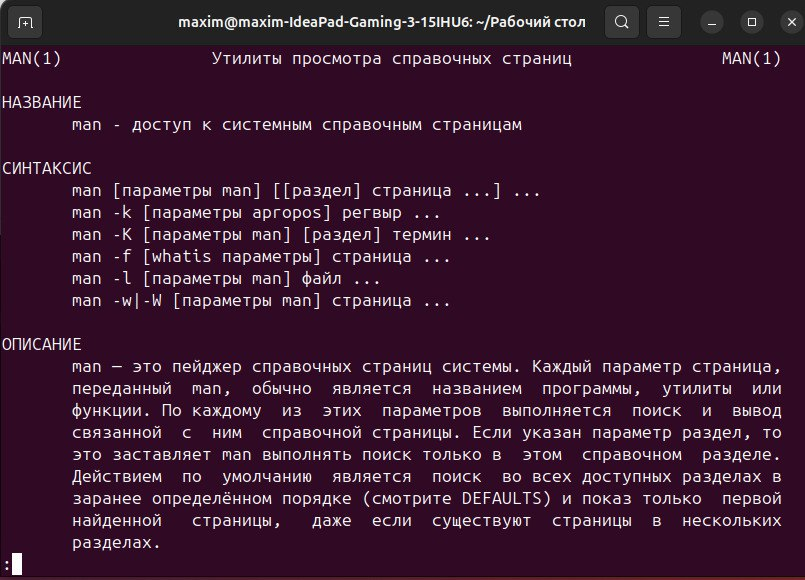 maxim@maxim-IdeaPad-Gaming-3-15IHU6: ~/Рабочий стол
MAN(1) Утилиты просмотра справочных страниц MAN(1)
НАЗВАНИЕ
man - доступ к системным справочным страницам
СИНТАКСИС
man [параметры man] [[раздел] страница ...] ...
man -k [параметры apropos] регвыр ...
man -K [параметры man] [раздел] термин ...
man -f [whatis параметры] страница ...
man -l [параметры man] файл ...
man -w|-W [параметры man] страница ...
ОПИСАНИЕ
man — это пейджер справочных страниц системы. Каждый параметр страница,
переданный man, обычно является названием программы, утилиты или
функции. По каждому из этих параметров выполняется поиск и вывод
связанной с ним справочной страницы. Если указан параметр раздел, то
это заставляет man выполнять поиск только в этом справочном разделе.
Действием по умолчанию является поиск во всех доступных разделах в
заранее определённом порядке (смотрите DEFAULTS) и показ только первой
найденной страницы, даже если существуют страницы в нескольких
разделах.
: